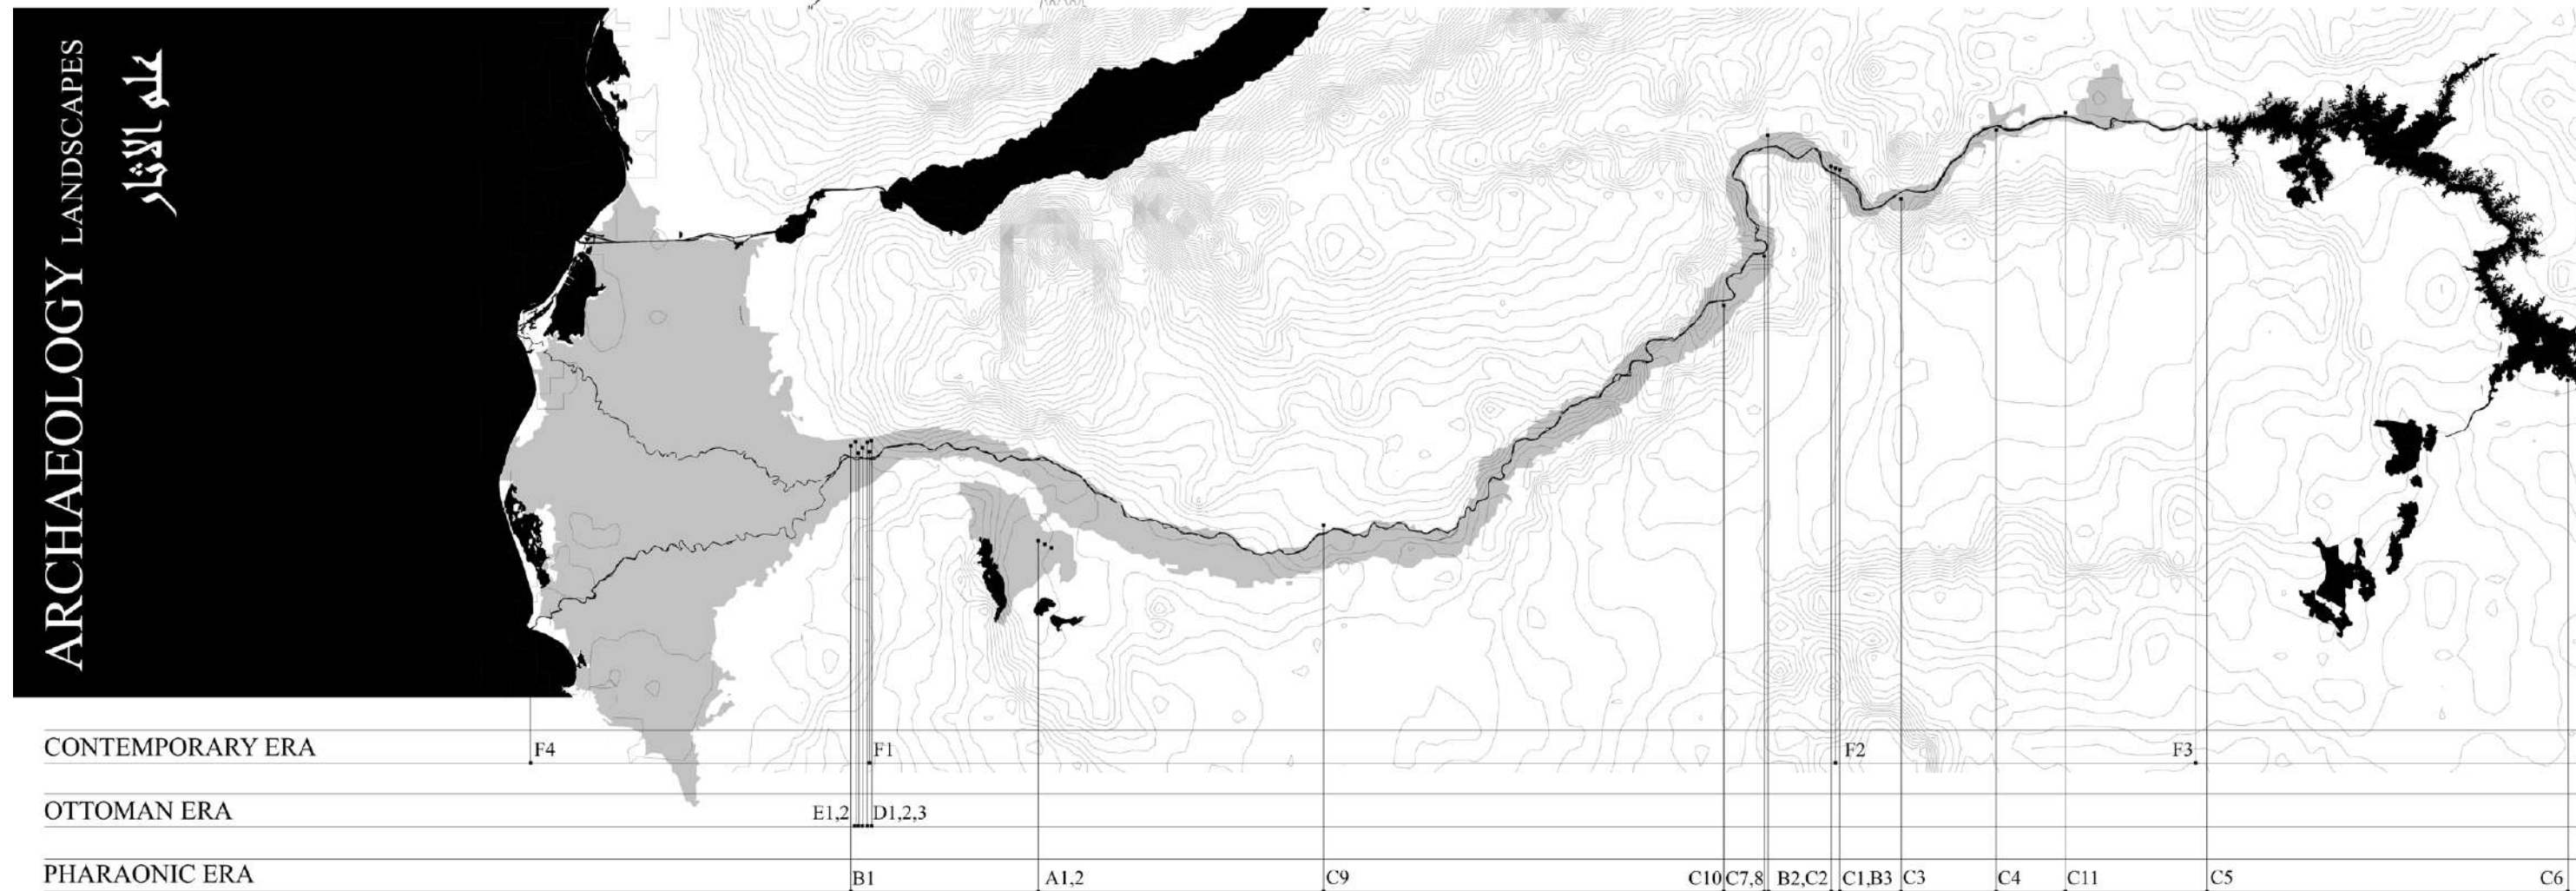 ARCHAEOLOGY LANDSCAPES
علو الاثار
CONTEMPORARY ERA
F4
F1
F2
F3
OTTOMAN ERA
E1,2
D1,2,3
PHARAONIC ERA
B1
A1,2
C9
C10
C7,8
B2,C2
C1,B3
C3
C4
C11
C5
C6